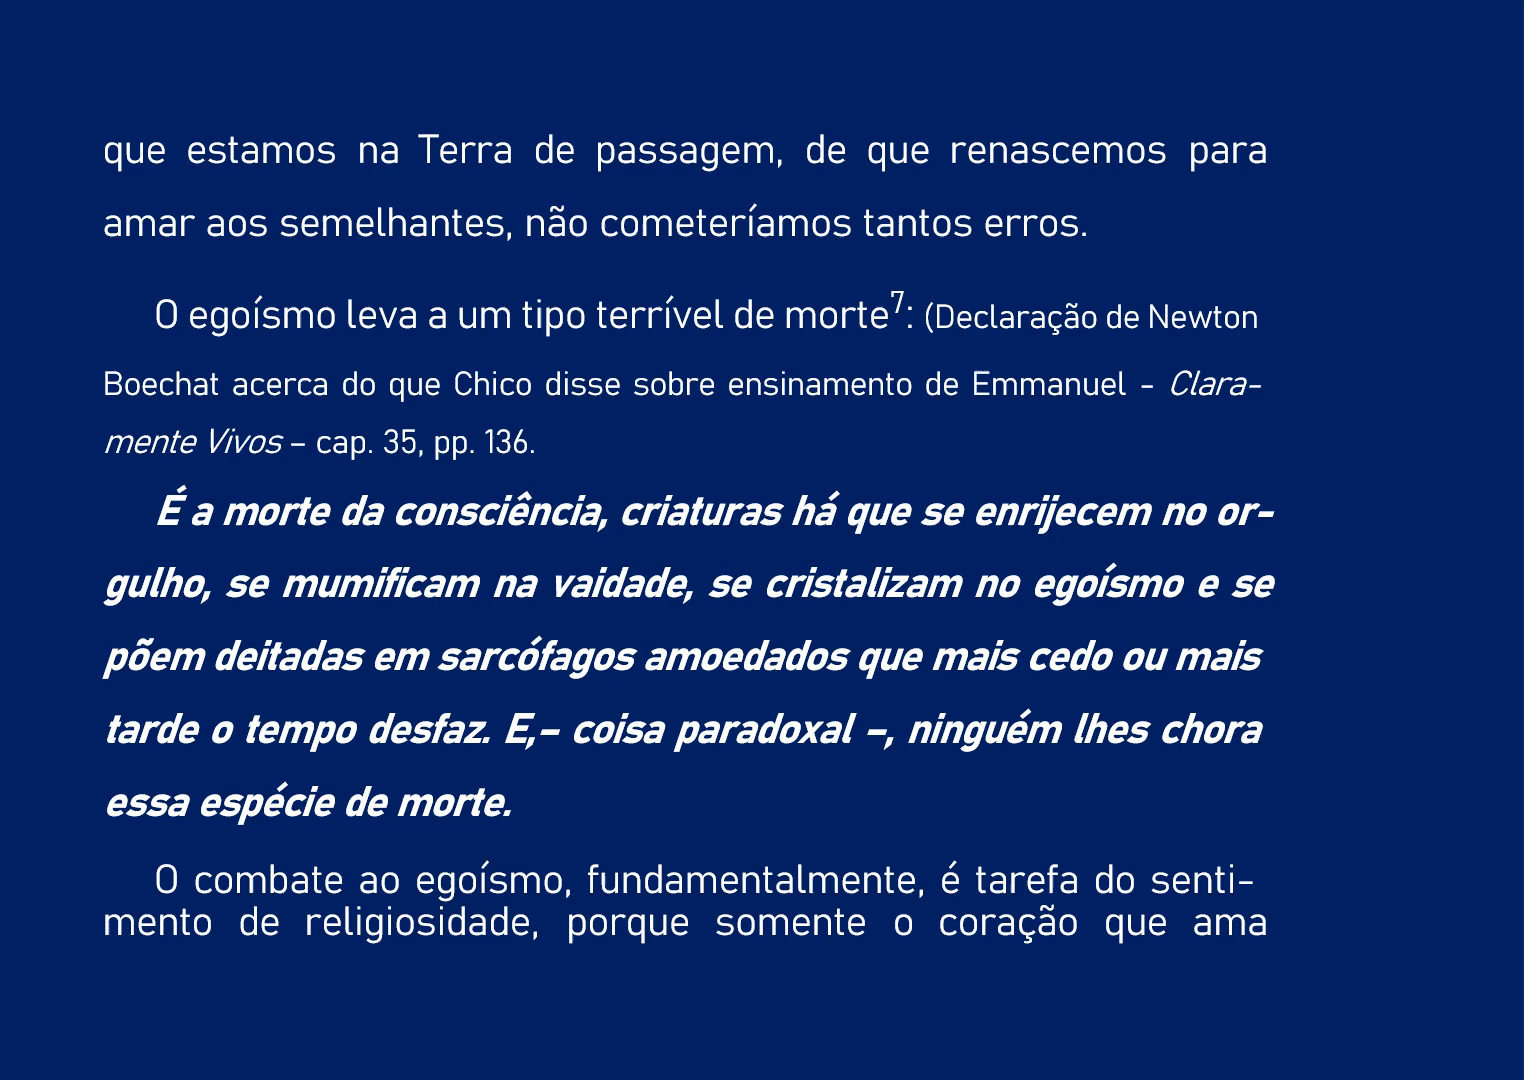 que estamos na Terra de passagem, de que renascemos para
amar aos semelhantes, não cometeríamos tantos erros.
O egoísmo leva a um tipo terrível de morte⁷: (Declaração de Newton
Boechat acerca do que Chico disse sobre ensinamento de Emmanuel - Clara-
mente Vivos – cap. 35, pp. 136.
É a morte da consciência, criaturas há que se enrijecem no or-
gulho, se mumificam na vaidade, se cristalizam no egoísmo e se
põem deitadas em sarcófagos amoedados que mais cedo ou mais
tarde o tempo desfaz. E,– coisa paradoxal –, ninguém lhes chora
essa espécie de morte.
O combate ao egoísmo, fundamentalmente, é tarefa do senti-
mento de religiosidade, porque somente o coração que ama